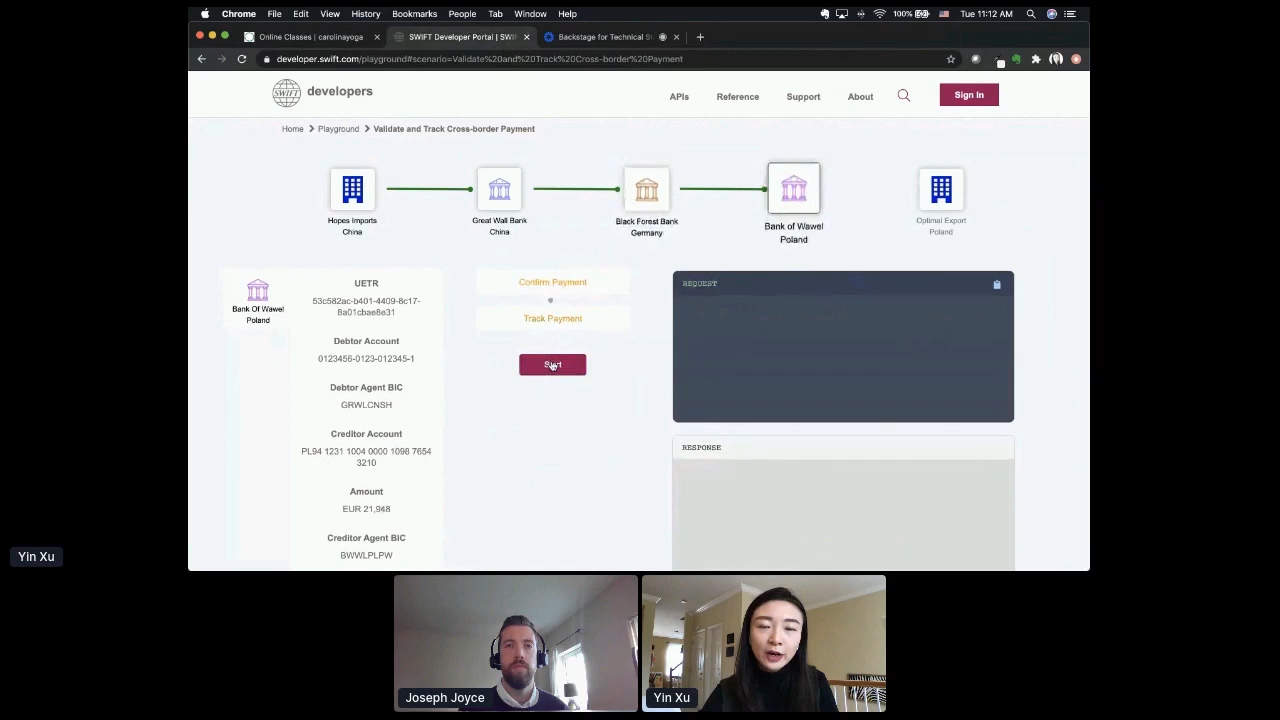 Chrome File Edit View History Bookmarks People Tab Window Help 100% Tue 11:12 AM
Online Classes | carolinayoga SWIFT Developer Portal | SWIF Backstage for Technical St
developer.swift.com/playground#scenario=Validate%20and%20Track%20Cross-border%20Payment
SWIFT developers APIs Reference Support About Sign In
Home Playground Validate and Track Cross-border Payment
Hopes Imports
China
Great Wall Bank
China
Black Forest Bank
Germany
Bank of Wawel
Poland
Optimal Export
Poland
Bank Of Wawel
Poland
UETR
53c582ac-b401-4409-8c17-
8a01cbae8e31
Debtor Account
0123456-0123-012345-1
Debtor Agent BIC
GRWLCNSH
Creditor Account
PL94 1231 1004 0000 1098 7654
3210
Amount
EUR 21,948
Creditor Agent BIC
BWWLPLPW
Confirm Payment
Track Payment
Start
REQUEST
RESPONSE
Yin Xu
Joseph Joyce
Yin Xu